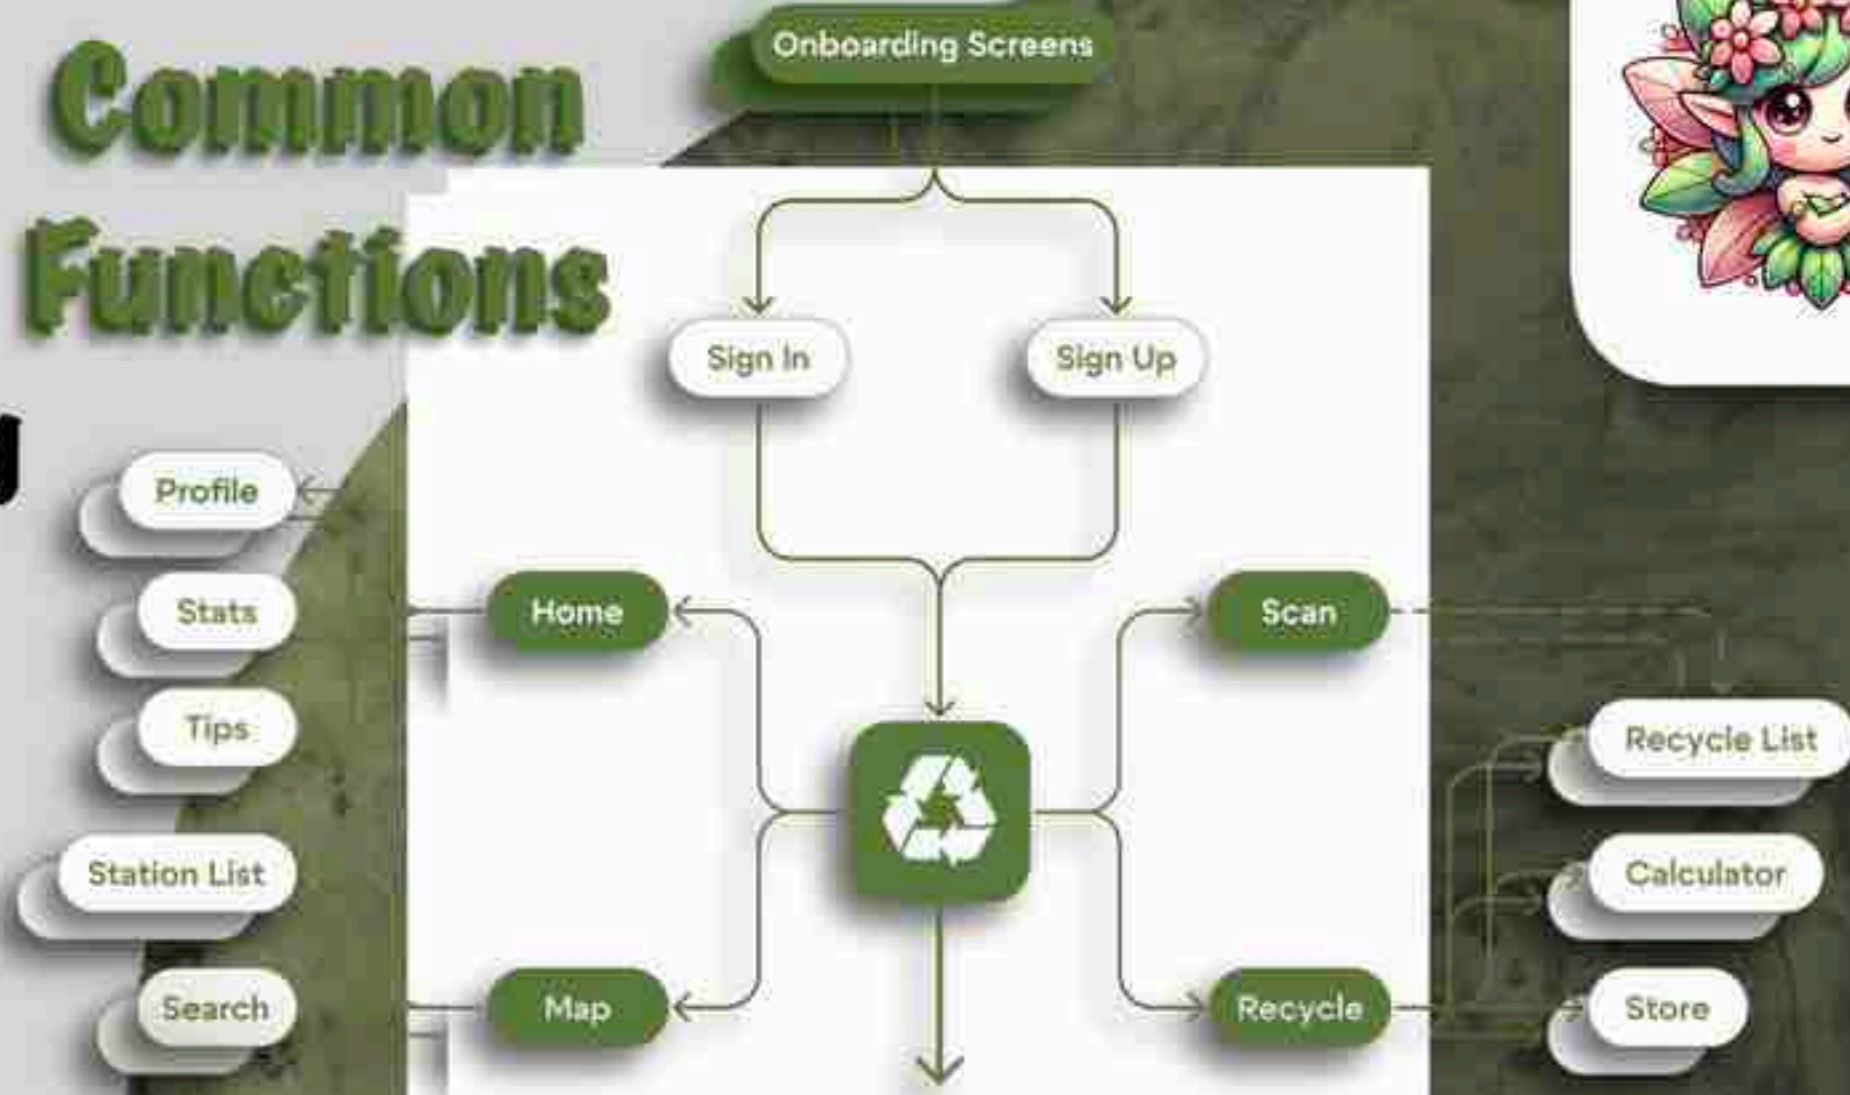 Common
Functions
Onboarding Screens
Sign In
Sign Up
Profile
Stats
Tips
Station List
Search
Home
Map
Scan
Recycle
Recycle List
Calculator
Store